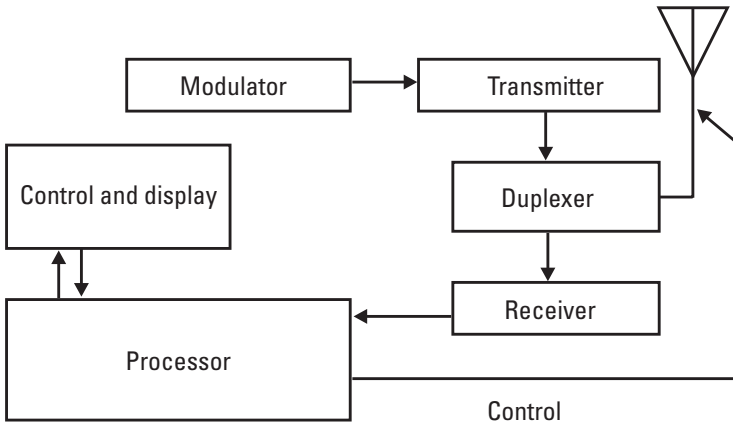 Modulator
Transmitter
Control and display
Duplexer
Receiver
Processor
Control